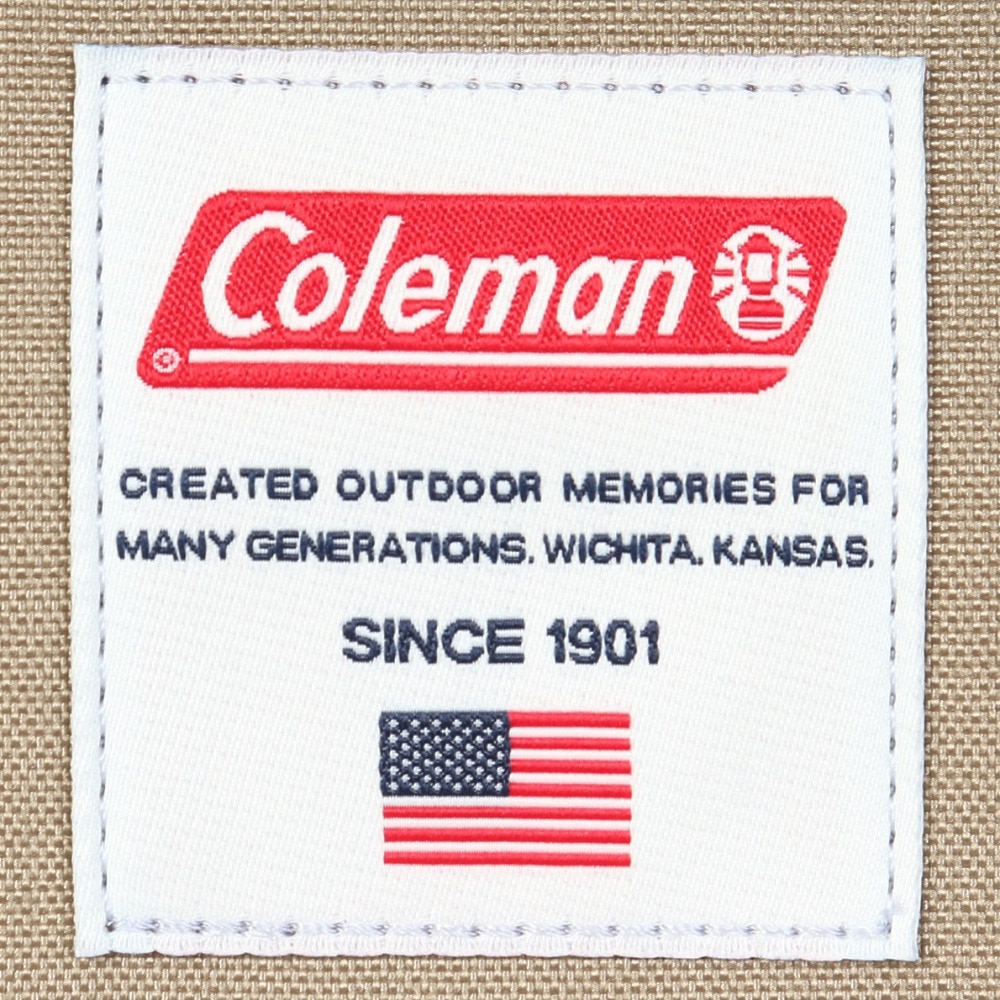 Coleman
®
CREATED OUTDOOR MEMORIES FOR
MANY GENERATIONS. WICHITA. KANSAS.
SINCE 1901